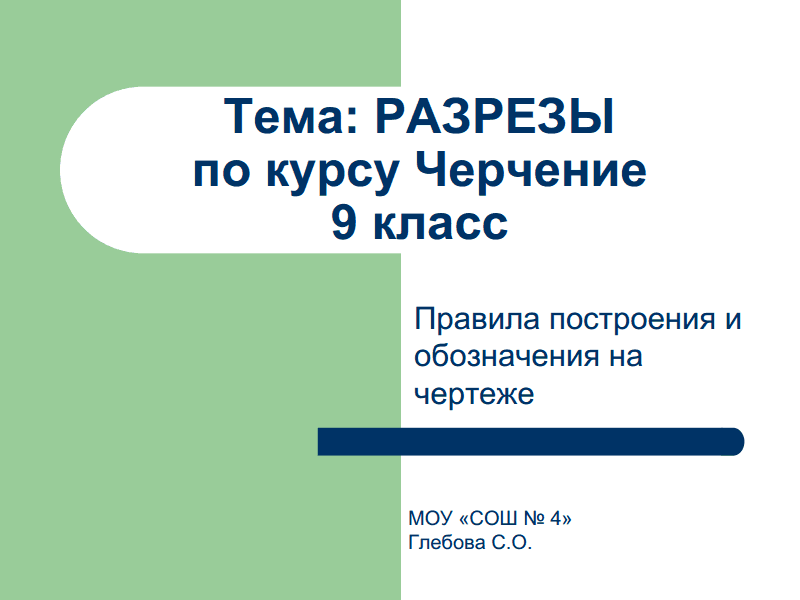 Тема: РАЗРЕЗЫ
по курсу Черчение
9 класс
Правила построения и
обозначения на
чертеже
МОУ «СОШ № 4»
Глебова С.О.